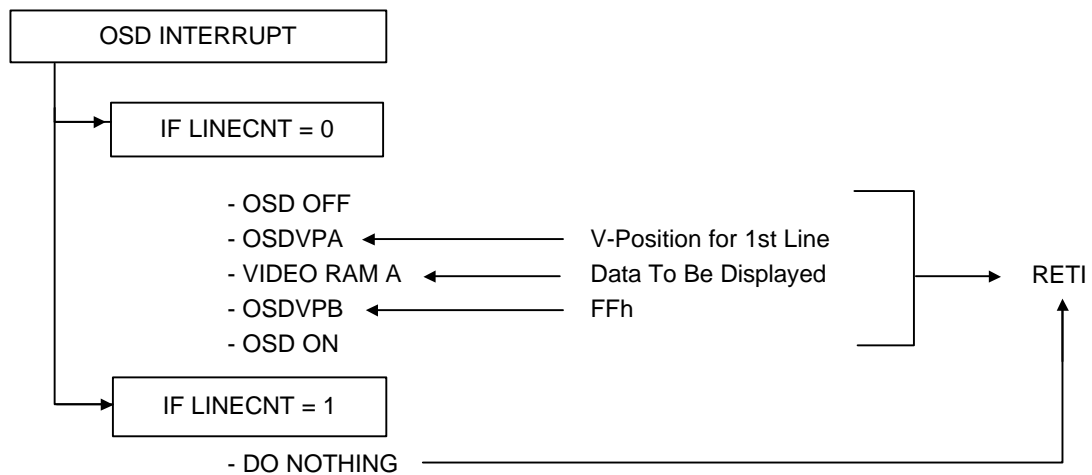 OSD INTERRUPT
IF LINECNT = 0
- OSD OFF
- OSDVPA V-Position for 1st Line
- VIDEO RAM A Data To Be Displayed RETI
- OSDVPB FFh
- OSD ON
IF LINECNT = 1
- DO NOTHING